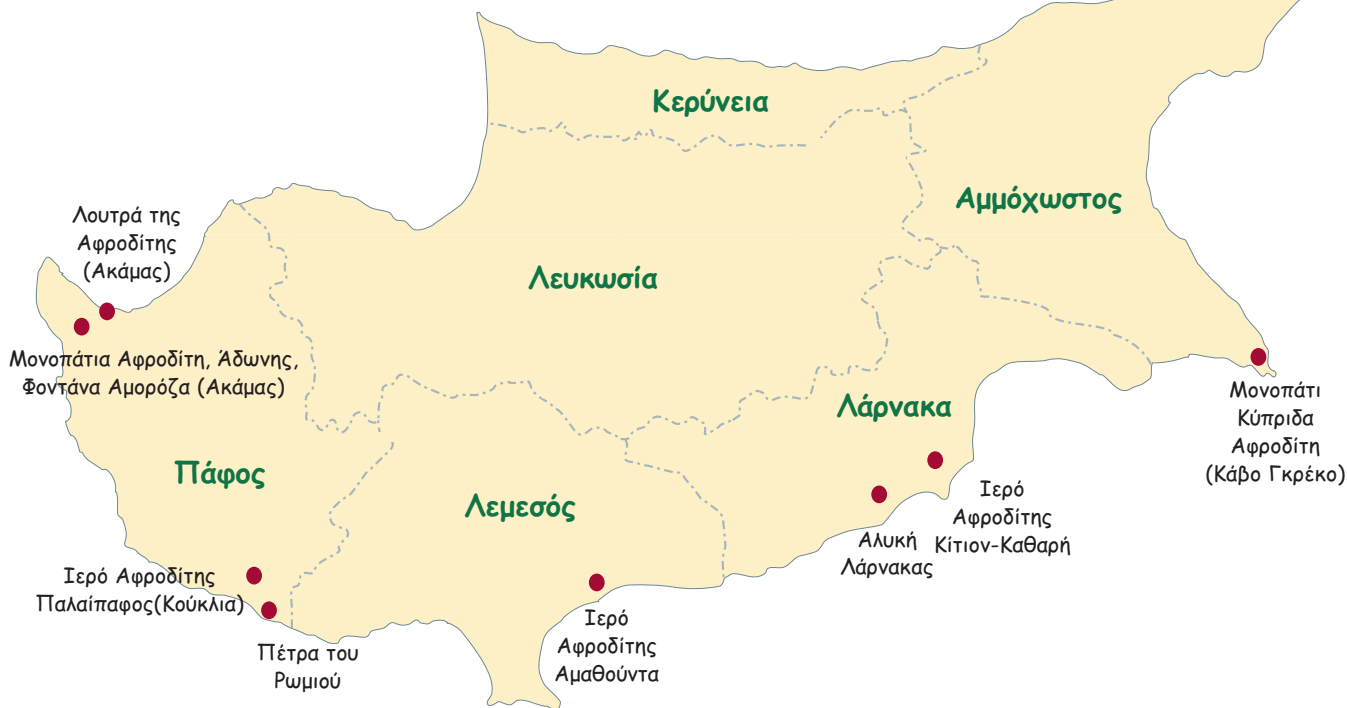 Κερύνεια
Αμμόχωστος
Λουτρά της
Αφροδίτης
(Ακάμας)
Λευκωσία
Μονοπάτια Αφροδίτη, Άδωνης,
Φοντάνα Αμορόζα (Ακάμας)
Λάρνακα
Μονοπάτι
Κύπριδα
Αφροδίτη
(Κάβο Γκρέκο)
Πάφος
Λεμεσός
Ιερό
Αφροδίτης
Κίτιον-Καθαρή
Αλυκή
Λάρνακας
Ιερό Αφροδίτης
Παλαίπαφος(Κούκλια)
Πέτρα του
Ρωμιού
Ιερό
Αφροδίτης
Αμαθούντα